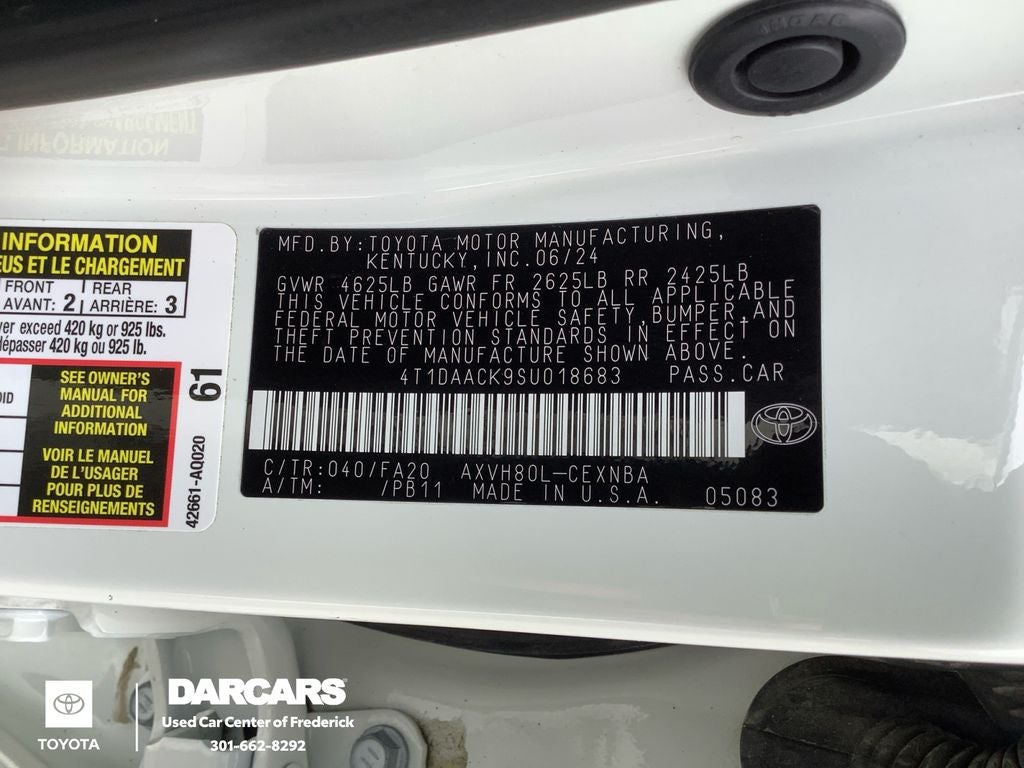 INFORMATION
EUS ET LE CHARGEMENT
FRONT REAR
AVANT: 2 ARRIÈRE: 3
ver exceed 420 kg or 925 lbs.
dépasser 420 kg ou 925 lb.
SEE OWNER'S
MANUAL FOR
ADDITIONAL
INFORMATION
VOIR LE MANUEL
DE L'USAGER
POUR PLUS DE
RENSEIGNEMENTS
61
42661-AQ020
MFD. BY: TOYOTA MOTOR MANUFACTURING,
KENTUCKY, INC. 06/24
GVWR 4625LB GAWR FR 2625LB RR 2425LB
THIS VEHICLE CONFORMS TO ALL APPLICABLE
FEDERAL MOTOR VEHICLE SAFETY, BUMPER, AND
THEFT PREVENTION STANDARDS IN EFFECT ON
THE DATE OF MANUFACTURE SHOWN ABOVE.
4T1DAACK9SU018683 PASS.CAR
C/TR: 040/FA20 AXVH80L-CEXNBA
A/TM: /PB11 MADE IN U.S.A. 05083
TOYOTA
DARCARS
Used Car Center of Frederick
301-662-8292